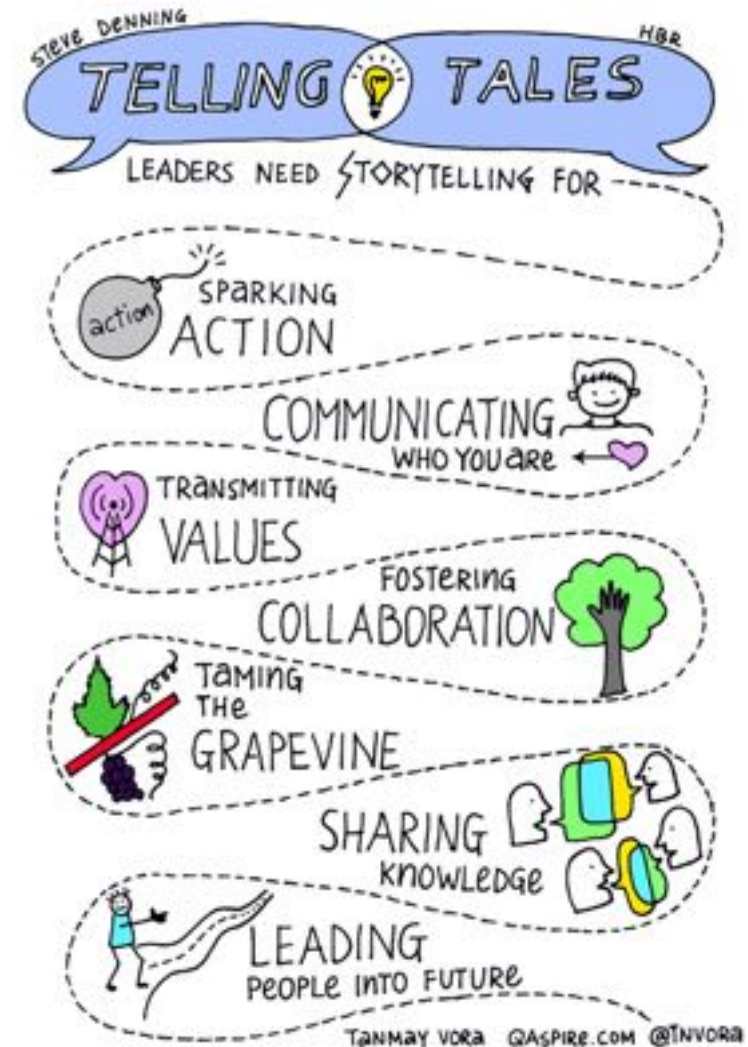 STEVE DENNING
HBR
TELLING TALES
LEADERS NEED STORYTELLING FOR
action
SPaRKING
ACTION
COMMUNICATING
WHO YOU aRe
TRaNSMITTING
VALUES
FOSTERING
COLLABORATION
TaMING
THe
GRAPEVINE
SHARING
KNOWLeDGe
LEADING
PEOPLE INTO FUTURe
TaNMaY VORa QASPIRe.COM @TNVORa